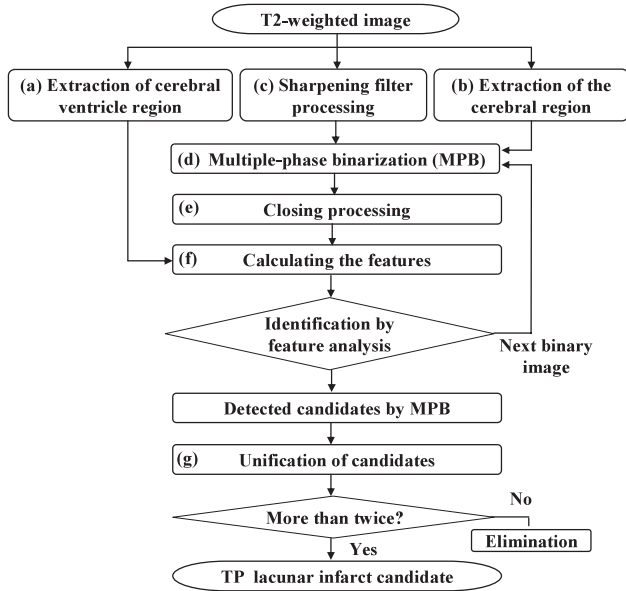 T2-weighted image
(a) Extraction of cerebral
ventricle region
(c) Sharpening filter
processing
(b) Extraction of the
cerebral region
(d) Multiple-phase binarization (MPB)
(e) Closing processing
(f) Calculating the features
Identification by
feature analysis
Next binary
image
Detected candidates by MPB
(g) Unification of candidates
More than twice?
No
Elimination
Yes
TP lacunar infarct candidate